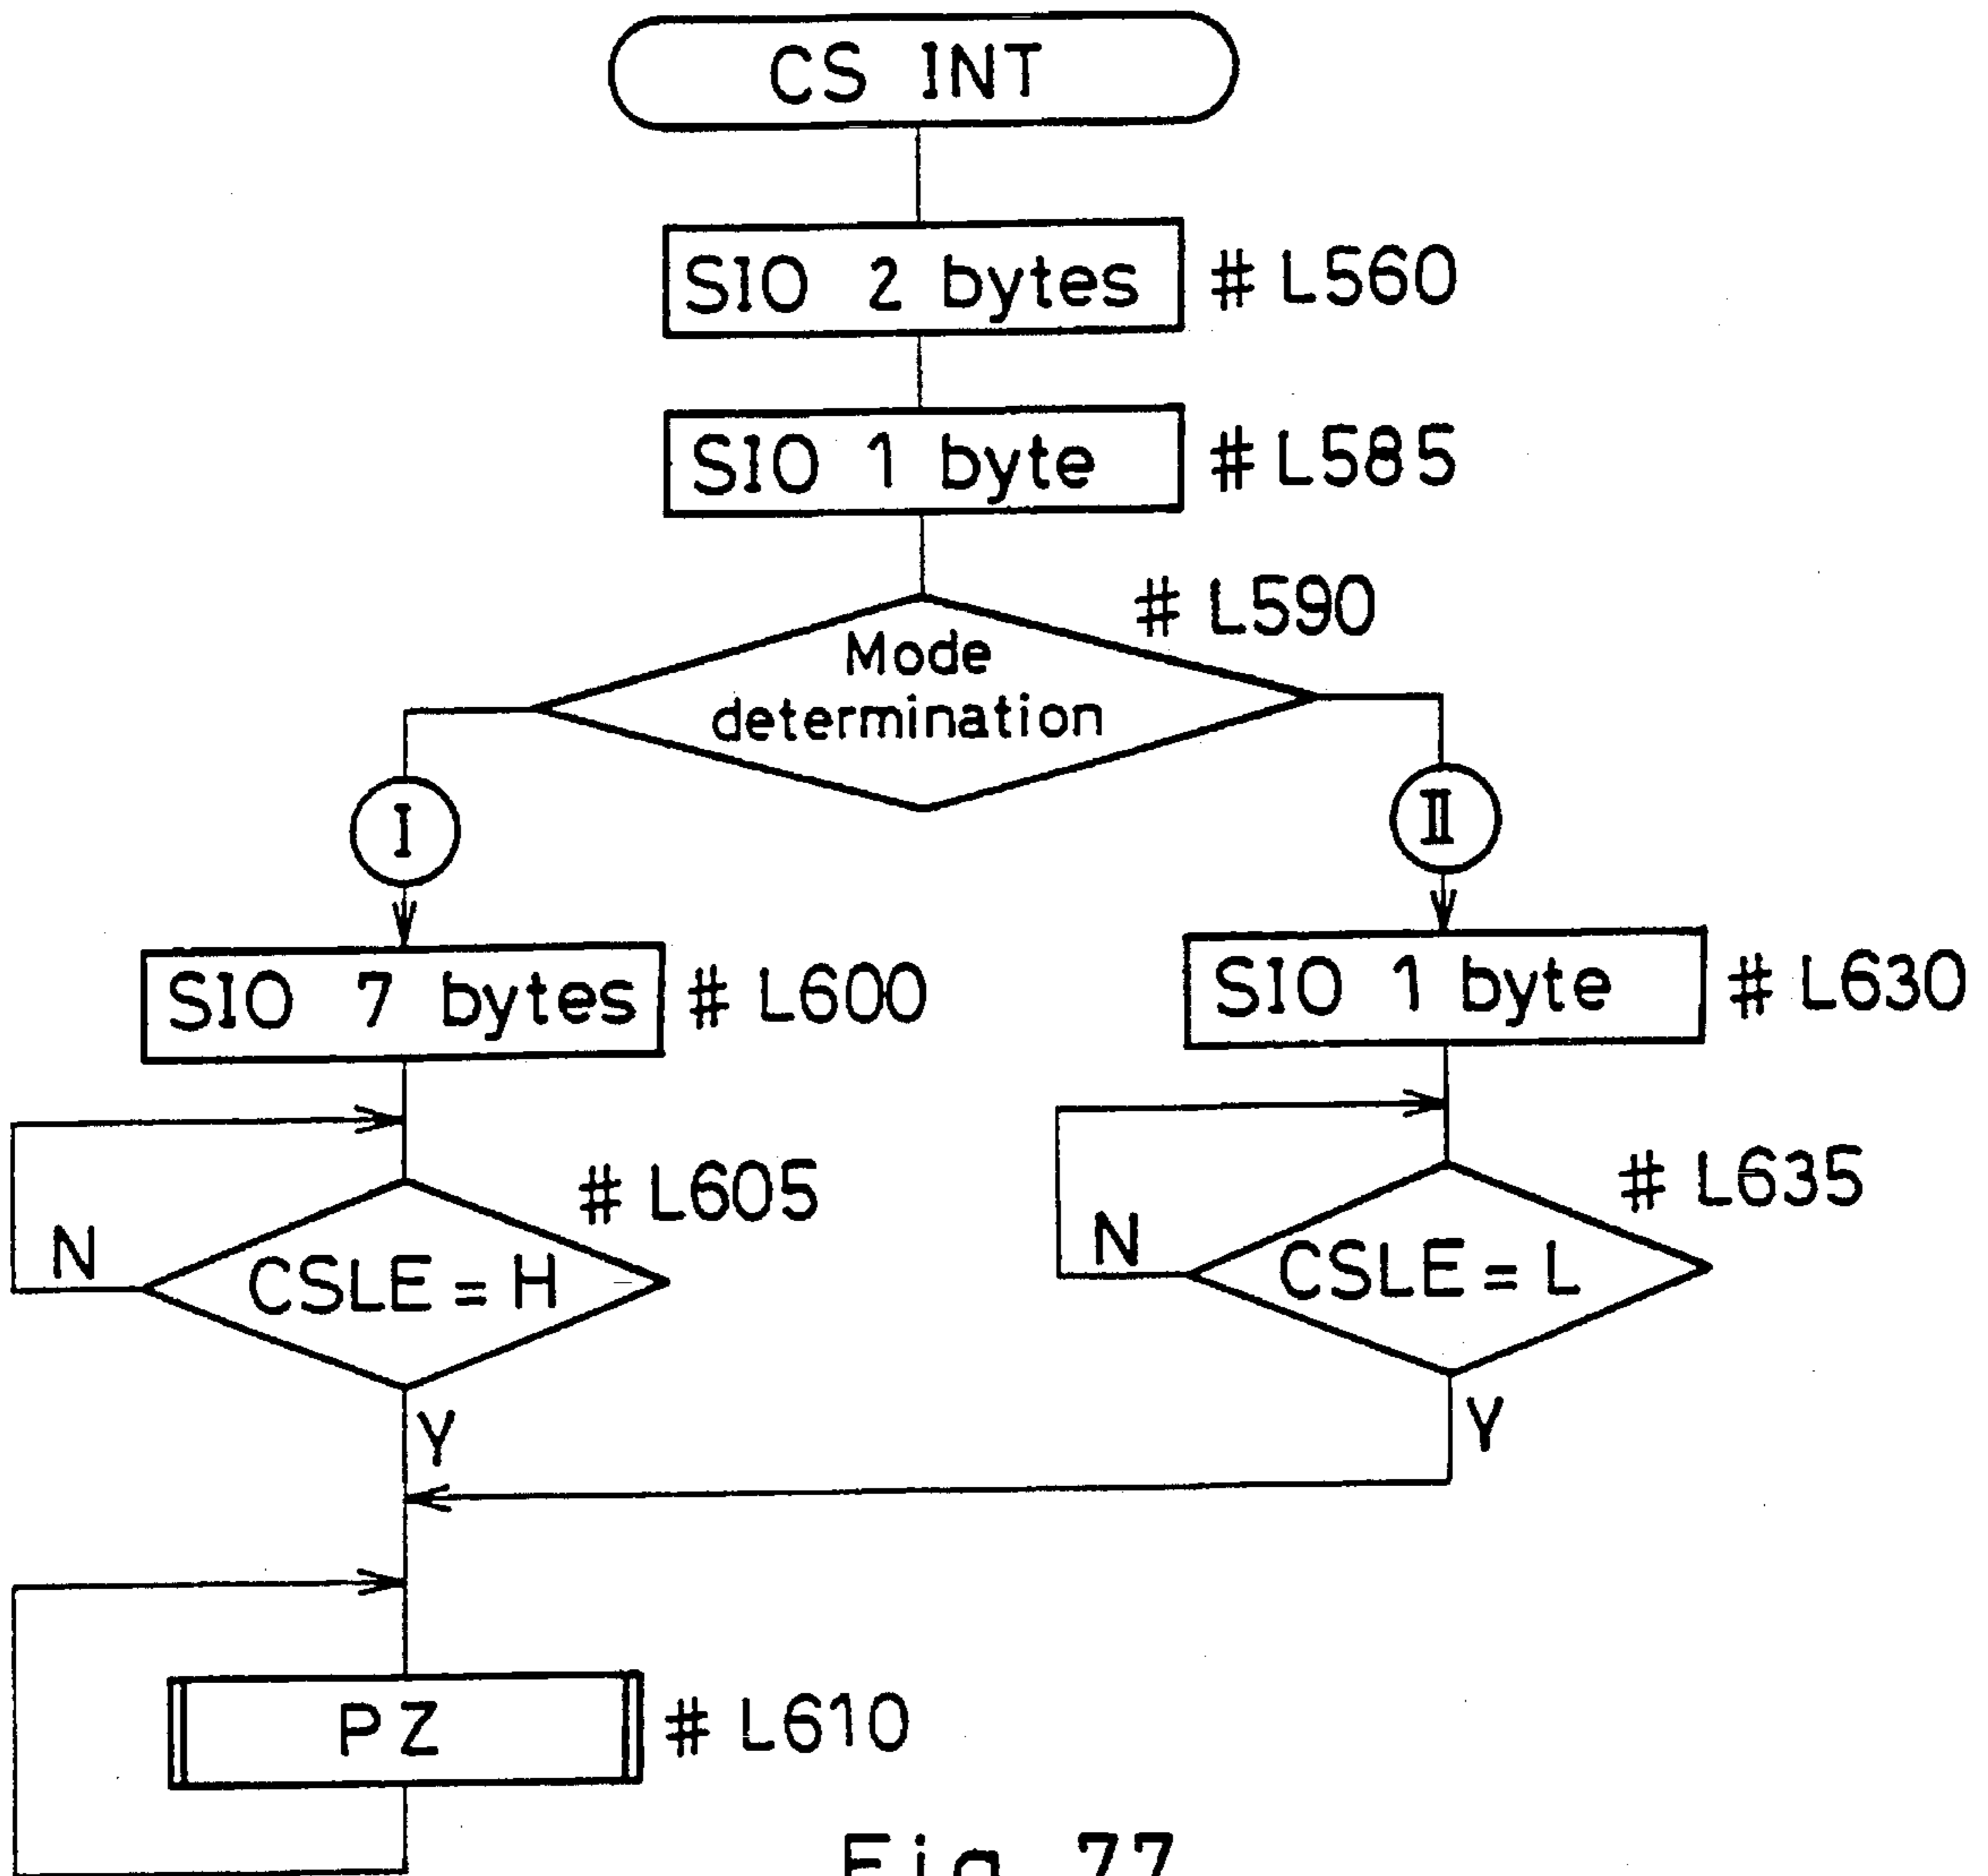 CS INT
SIO 2 bytes
# L560
SIO 1 byte
# L585
# L590
Mode
determination
I
II
SIO 7 bytes
# L600
SIO 1 byte
# L630
# L605
N
CSLE = H
Y
# L635
N
CSLE = L
Y
PZ
# L610
Fig. 77